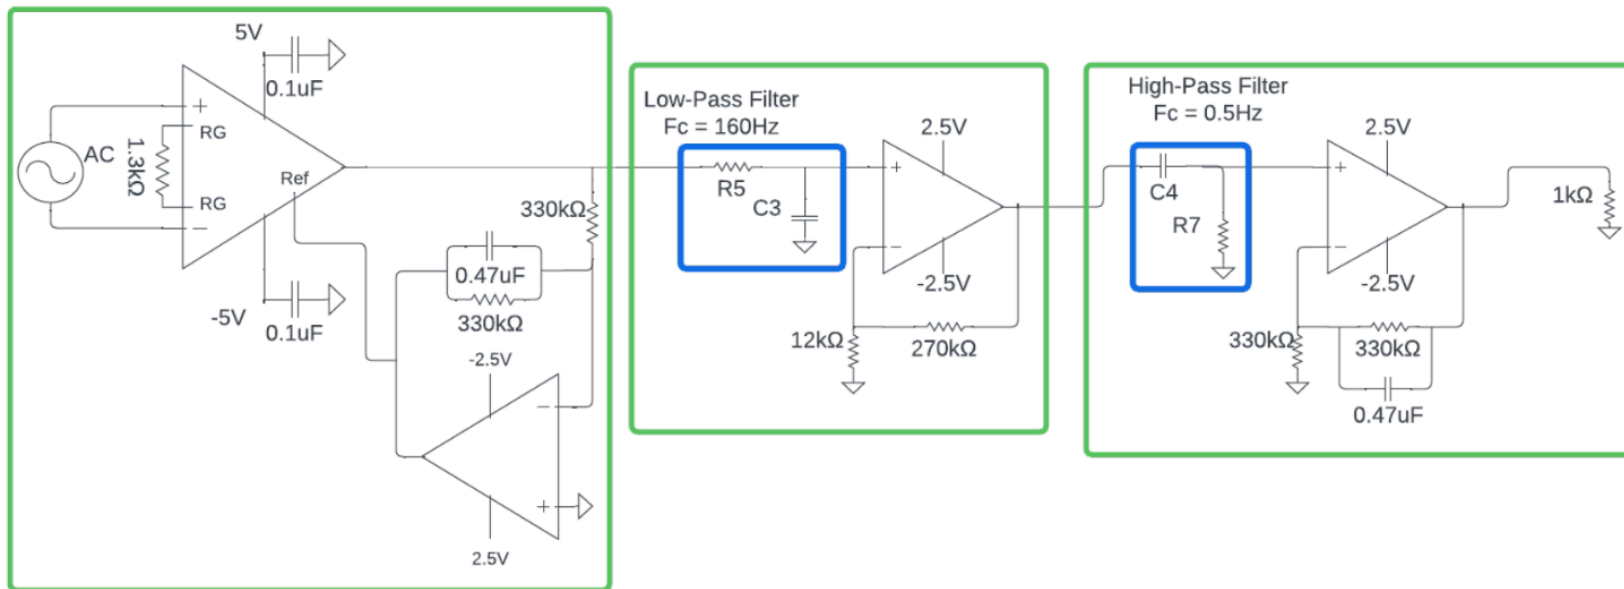 5V
0.1uF
+
RG
1.3kΩ
AC
Ref
RG
−
-5V
0.1uF
330kΩ
0.47uF
330kΩ
-2.5V
−
+
2.5V
Low-Pass Filter
Fc = 160Hz
R5
C3
2.5V
+
−
-2.5V
12kΩ
270kΩ
High-Pass Filter
Fc = 0.5Hz
C4
R7
2.5V
+
−
-2.5V
330kΩ
330kΩ
0.47uF
1kΩ